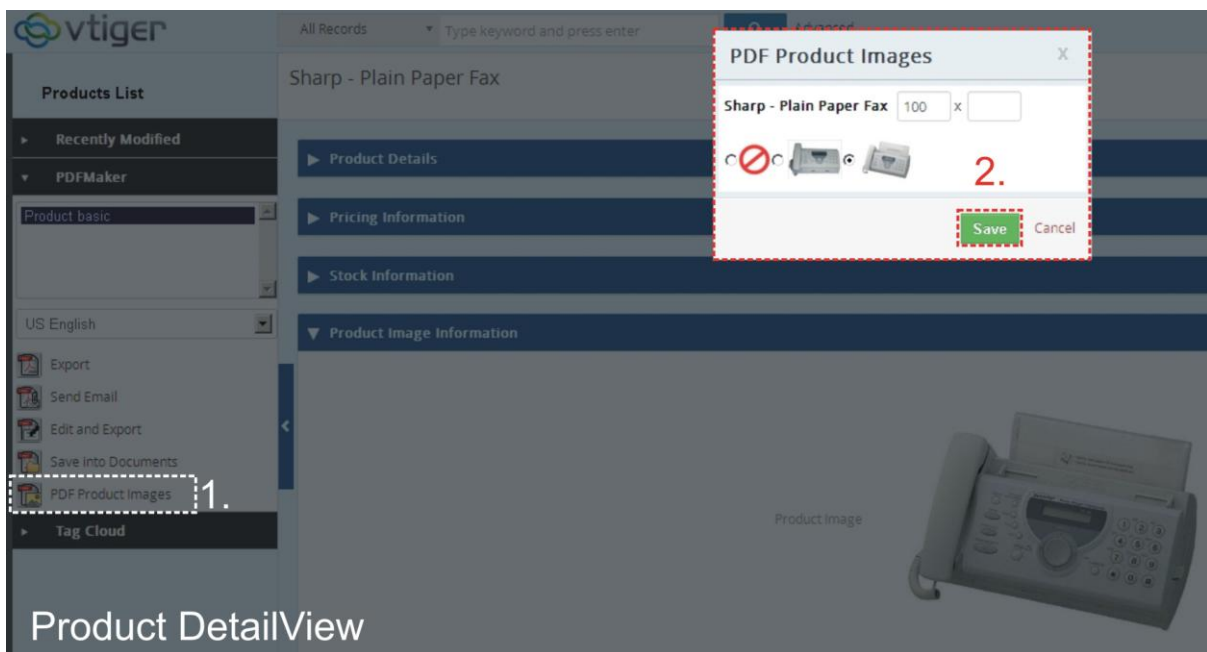 vtiger
All Records Type keyword and press enter Advanced
Products List
Recently Modified
PDFMaker
Product basic
US English
Export
Send Email
Edit and Export
Save into Documents
PDF Product Images 1.
Tag Cloud
Sharp - Plain Paper Fax
Product Details
Pricing Information
Stock Information
Product Image Information
Product Image
PDF Product Images X
Sharp - Plain Paper Fax 100 x
2.
Save Cancel
Product DetailView